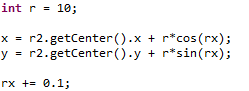 int r = 10;
x = r2.getCenter().x + r*cos(rx);
y = r2.getCenter().y + r*sin(rx);
rx += 0.1;